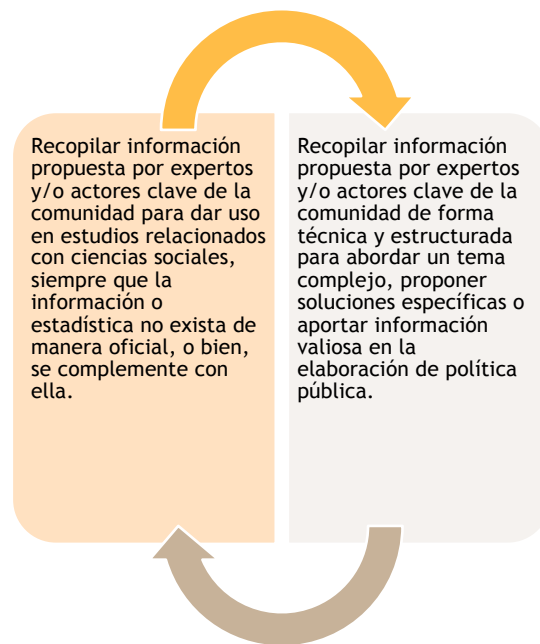 Recopilar información
propuesta por expertos
y/o actores clave de la
comunidad para dar uso
en estudios relacionados
con ciencias sociales,
siempre que la
información o
estadística no exista de
manera oficial, o bien,
se complemente con
ella.
Recopilar información
propuesta por expertos
y/o actores clave de la
comunidad de forma
técnica y estructurada
para abordar un tema
complejo, proponer
soluciones específicas o
aportar información
valiosa en la
elaboración de política
pública.